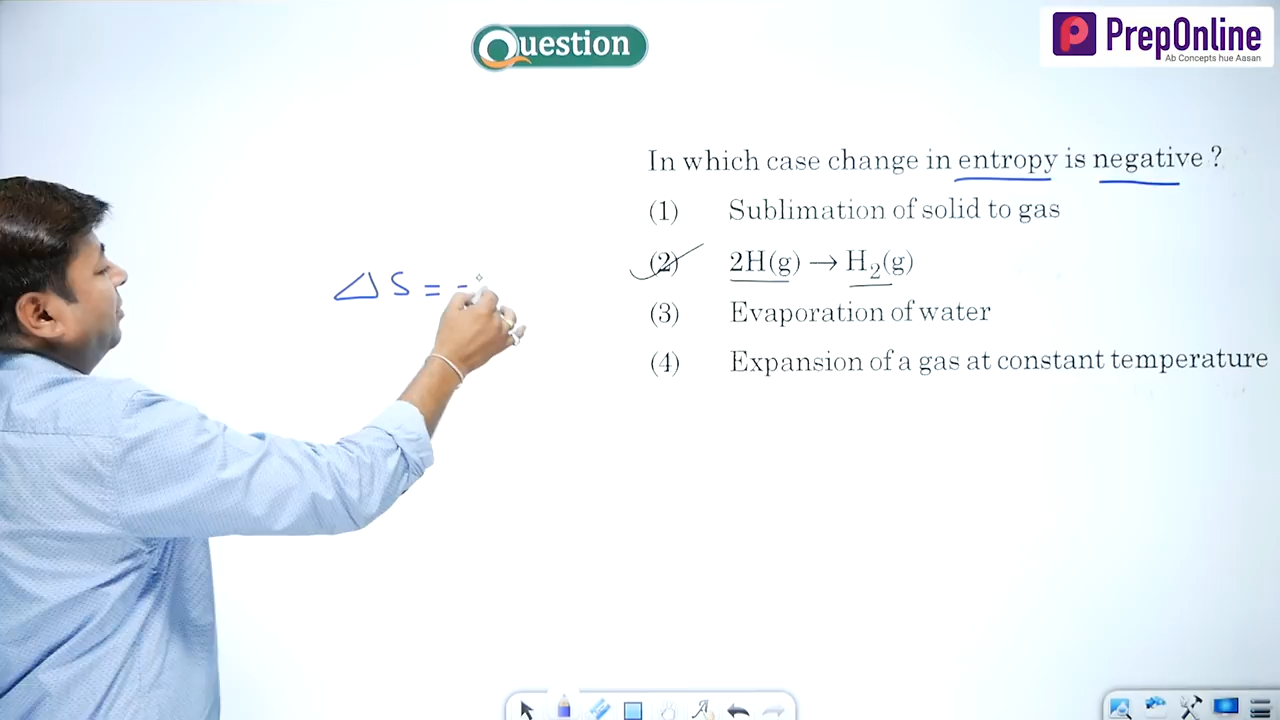 Question
PrepOnline
Ab Concepts hue Aasan
In which case change in entropy is negative ?
(1) Sublimation of solid to gas
(2) 2H(g) → H₂(g)
(3) Evaporation of water
(4) Expansion of a gas at constant temperature
△ S = -